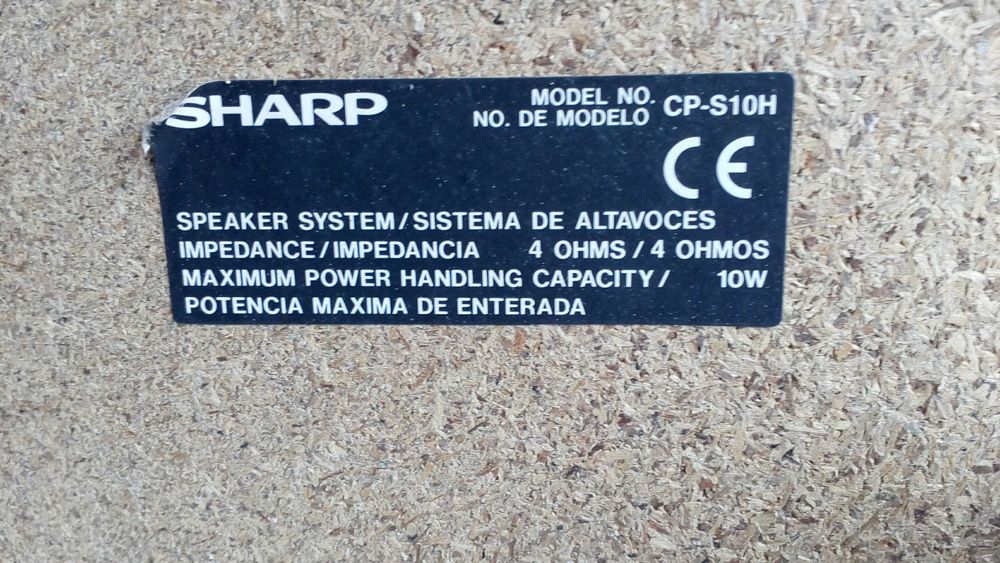 SHARP
MODEL NO. CP-S10H
NO. DE MODELO
CE
SPEAKER SYSTEM/SISTEMA DE ALTAVOCES
IMPEDANCE/IMPEDANCIA 4 OHMS / 4 OHMOS
MAXIMUM POWER HANDLING CAPACITY/ 10W
POTENCIA MAXIMA DE ENTERADA